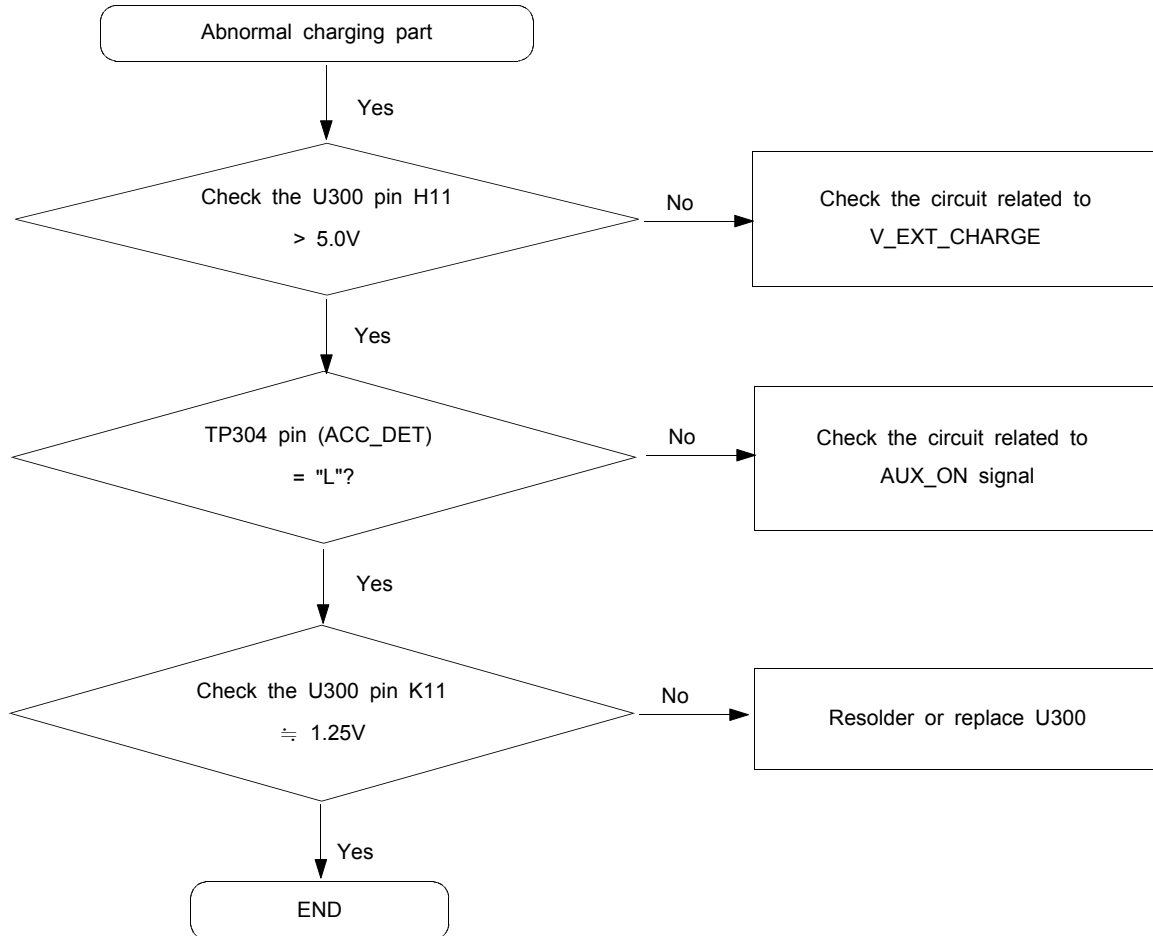 Abnormal charging part
Yes
Check the U300 pin H11
> 5.0V
No
Check the circuit related to
V_EXT_CHARGE
Yes
TP304 pin (ACC_DET)
= "L"?
No
Check the circuit related to
AUX_ON signal
Yes
Check the U300 pin K11
≒ 1.25V
No
Resolder or replace U300
Yes
END